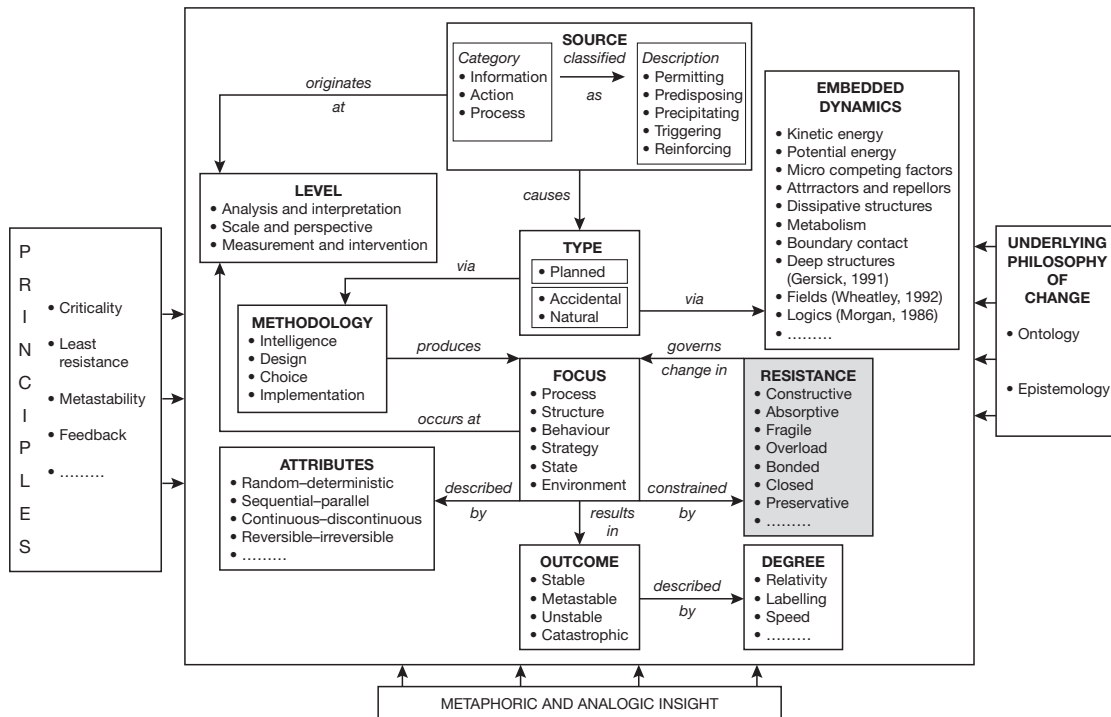 SOURCE
Category
• Information
• Action
• Process
classified
as
Description
• Permitting
• Predisposing
• Precipitating
• Triggering
• Reinforcing
originates
at
causes
EMBEDDED
DYNAMICS
• Kinetic energy
• Potential energy
• Micro competing factors
• Attrractors and repellors
• Dissipative structures
• Metabolism
• Boundary contact
• Deep structures
(Gersick, 1991)
• Fields (Wheatley, 1992)
• Logics (Morgan, 1986)
• .........
LEVEL
• Analysis and interpretation
• Scale and perspective
• Measurement and intervention
TYPE
• Planned
• Accidental
• Natural
via
via
METHODOLOGY
• Intelligence
• Design
• Choice
• Implementation
produces
occurs at
FOCUS
• Process
• Structure
• Behaviour
• Strategy
• State
• Environment
governs
change in
RESISTANCE
• Constructive
• Absorptive
• Fragile
• Overload
• Bonded
• Closed
• Preservative
• .........
ATTRIBUTES
• Random–deterministic
• Sequential–parallel
• Continuous–discontinuous
• Reversible–irreversible
• .........
described
by
constrained
by
results
in
OUTCOME
• Stable
• Metastable
• Unstable
• Catastrophic
described
by
DEGREE
• Relativity
• Labelling
• Speed
• .........
PRINCIPLES
• Criticality
• Least
resistance
• Metastability
• Feedback
• .........
UNDERLYING
PHILOSOPHY
OF
CHANGE
• Ontology
• Epistemology
METAPHORIC AND ANALOGIC INSIGHT